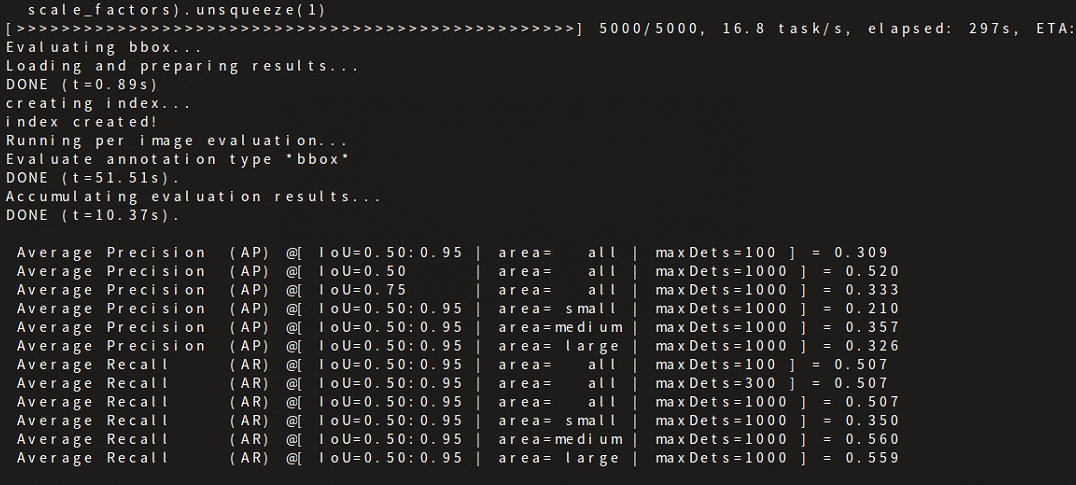 scale_factors).unsqueeze(1)
[>>>>>>>>>>>>>>>>>>>>>>>>>>>>>>>>>>>>>>>>>>>>>>>>>>] 5000/5000, 16.8 task/s, elapsed: 297s, ETA:
Evaluating bbox...
Loading and preparing results...
DONE (t=0.89s)
creating index...
index created!
Running per image evaluation...
Evaluate annotation type *bbox*
DONE (t=51.51s).
Accumulating evaluation results...
DONE (t=10.37s).
Average Precision  (AP) @[ IoU=0.50:0.95 | area=   all | maxDets=100 ] = 0.309
Average Precision  (AP) @[ IoU=0.50      | area=   all | maxDets=1000 ] = 0.520
Average Precision  (AP) @[ IoU=0.75      | area=   all | maxDets=1000 ] = 0.333
Average Precision  (AP) @[ IoU=0.50:0.95 | area= small | maxDets=1000 ] = 0.210
Average Precision  (AP) @[ IoU=0.50:0.95 | area=medium | maxDets=1000 ] = 0.357
Average Precision  (AP) @[ IoU=0.50:0.95 | area= large | maxDets=1000 ] = 0.326
Average Recall     (AR) @[ IoU=0.50:0.95 | area=   all | maxDets=100 ] = 0.507
Average Recall     (AR) @[ IoU=0.50:0.95 | area=   all | maxDets=300 ] = 0.507
Average Recall     (AR) @[ IoU=0.50:0.95 | area=   all | maxDets=1000 ] = 0.507
Average Recall     (AR) @[ IoU=0.50:0.95 | area= small | maxDets=1000 ] = 0.350
Average Recall     (AR) @[ IoU=0.50:0.95 | area=medium | maxDets=1000 ] = 0.560
Average Recall     (AR) @[ IoU=0.50:0.95 | area= large | maxDets=1000 ] = 0.559